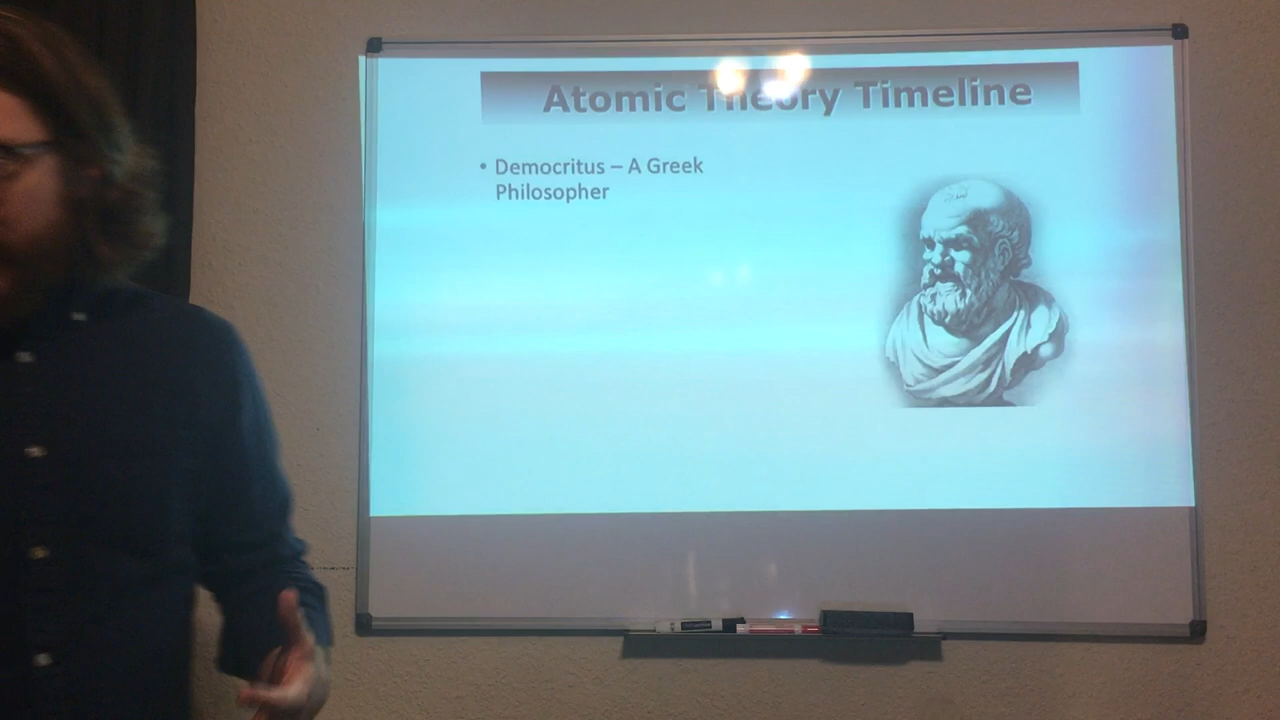 Atomic Theory Timeline
• Democritus – A Greek
Philosopher